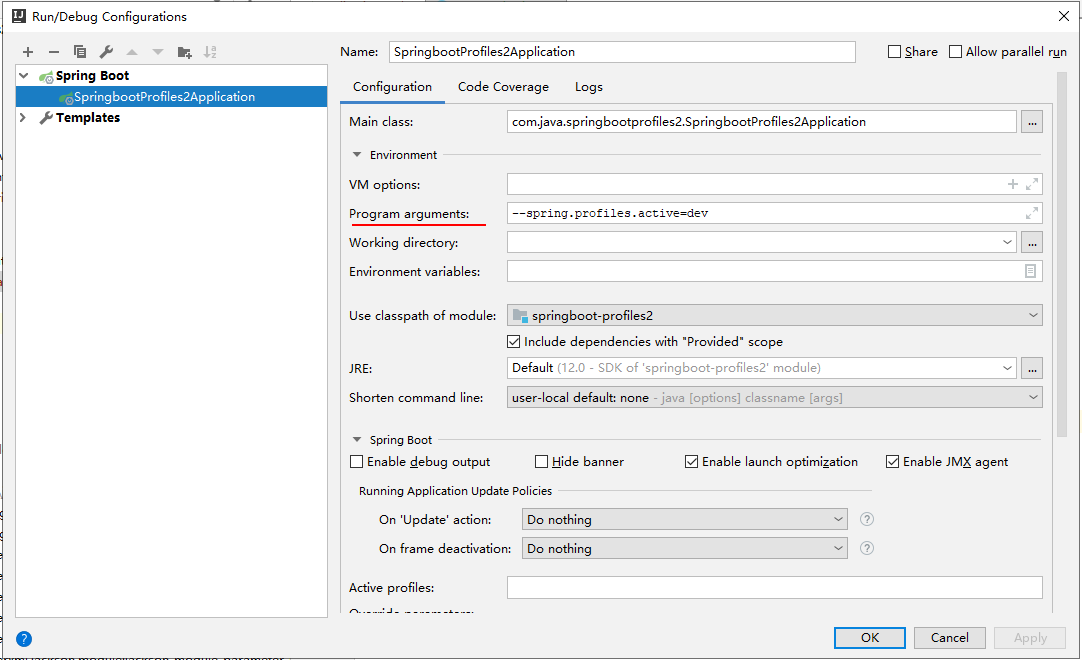 Run/Debug Configurations
Name: SpringbootProfiles2Application Share Allow parallel run
Spring Boot
SpringbootProfiles2Application
Templates
Configuration Code Coverage Logs
Main class: com.java.springbootprofiles2.SpringbootProfiles2Application ...
Environment
VM options:
Program arguments: --spring.profiles.active=dev
Working directory: ...
Environment variables:
Use classpath of module: springboot-profiles2
Include dependencies with "Provided" scope
JRE: Default (12.0 - SDK of 'springboot-profiles2' module) ...
Shorten command line: user-local default: none - java [options] classname [args]
Spring Boot
Enable debug output Hide banner Enable launch optimization Enable JMX agent
Running Application Update Policies
On 'Update' action: Do nothing ?
On frame deactivation: Do nothing ?
Active profiles:
Override parameters:
? OK Cancel Apply